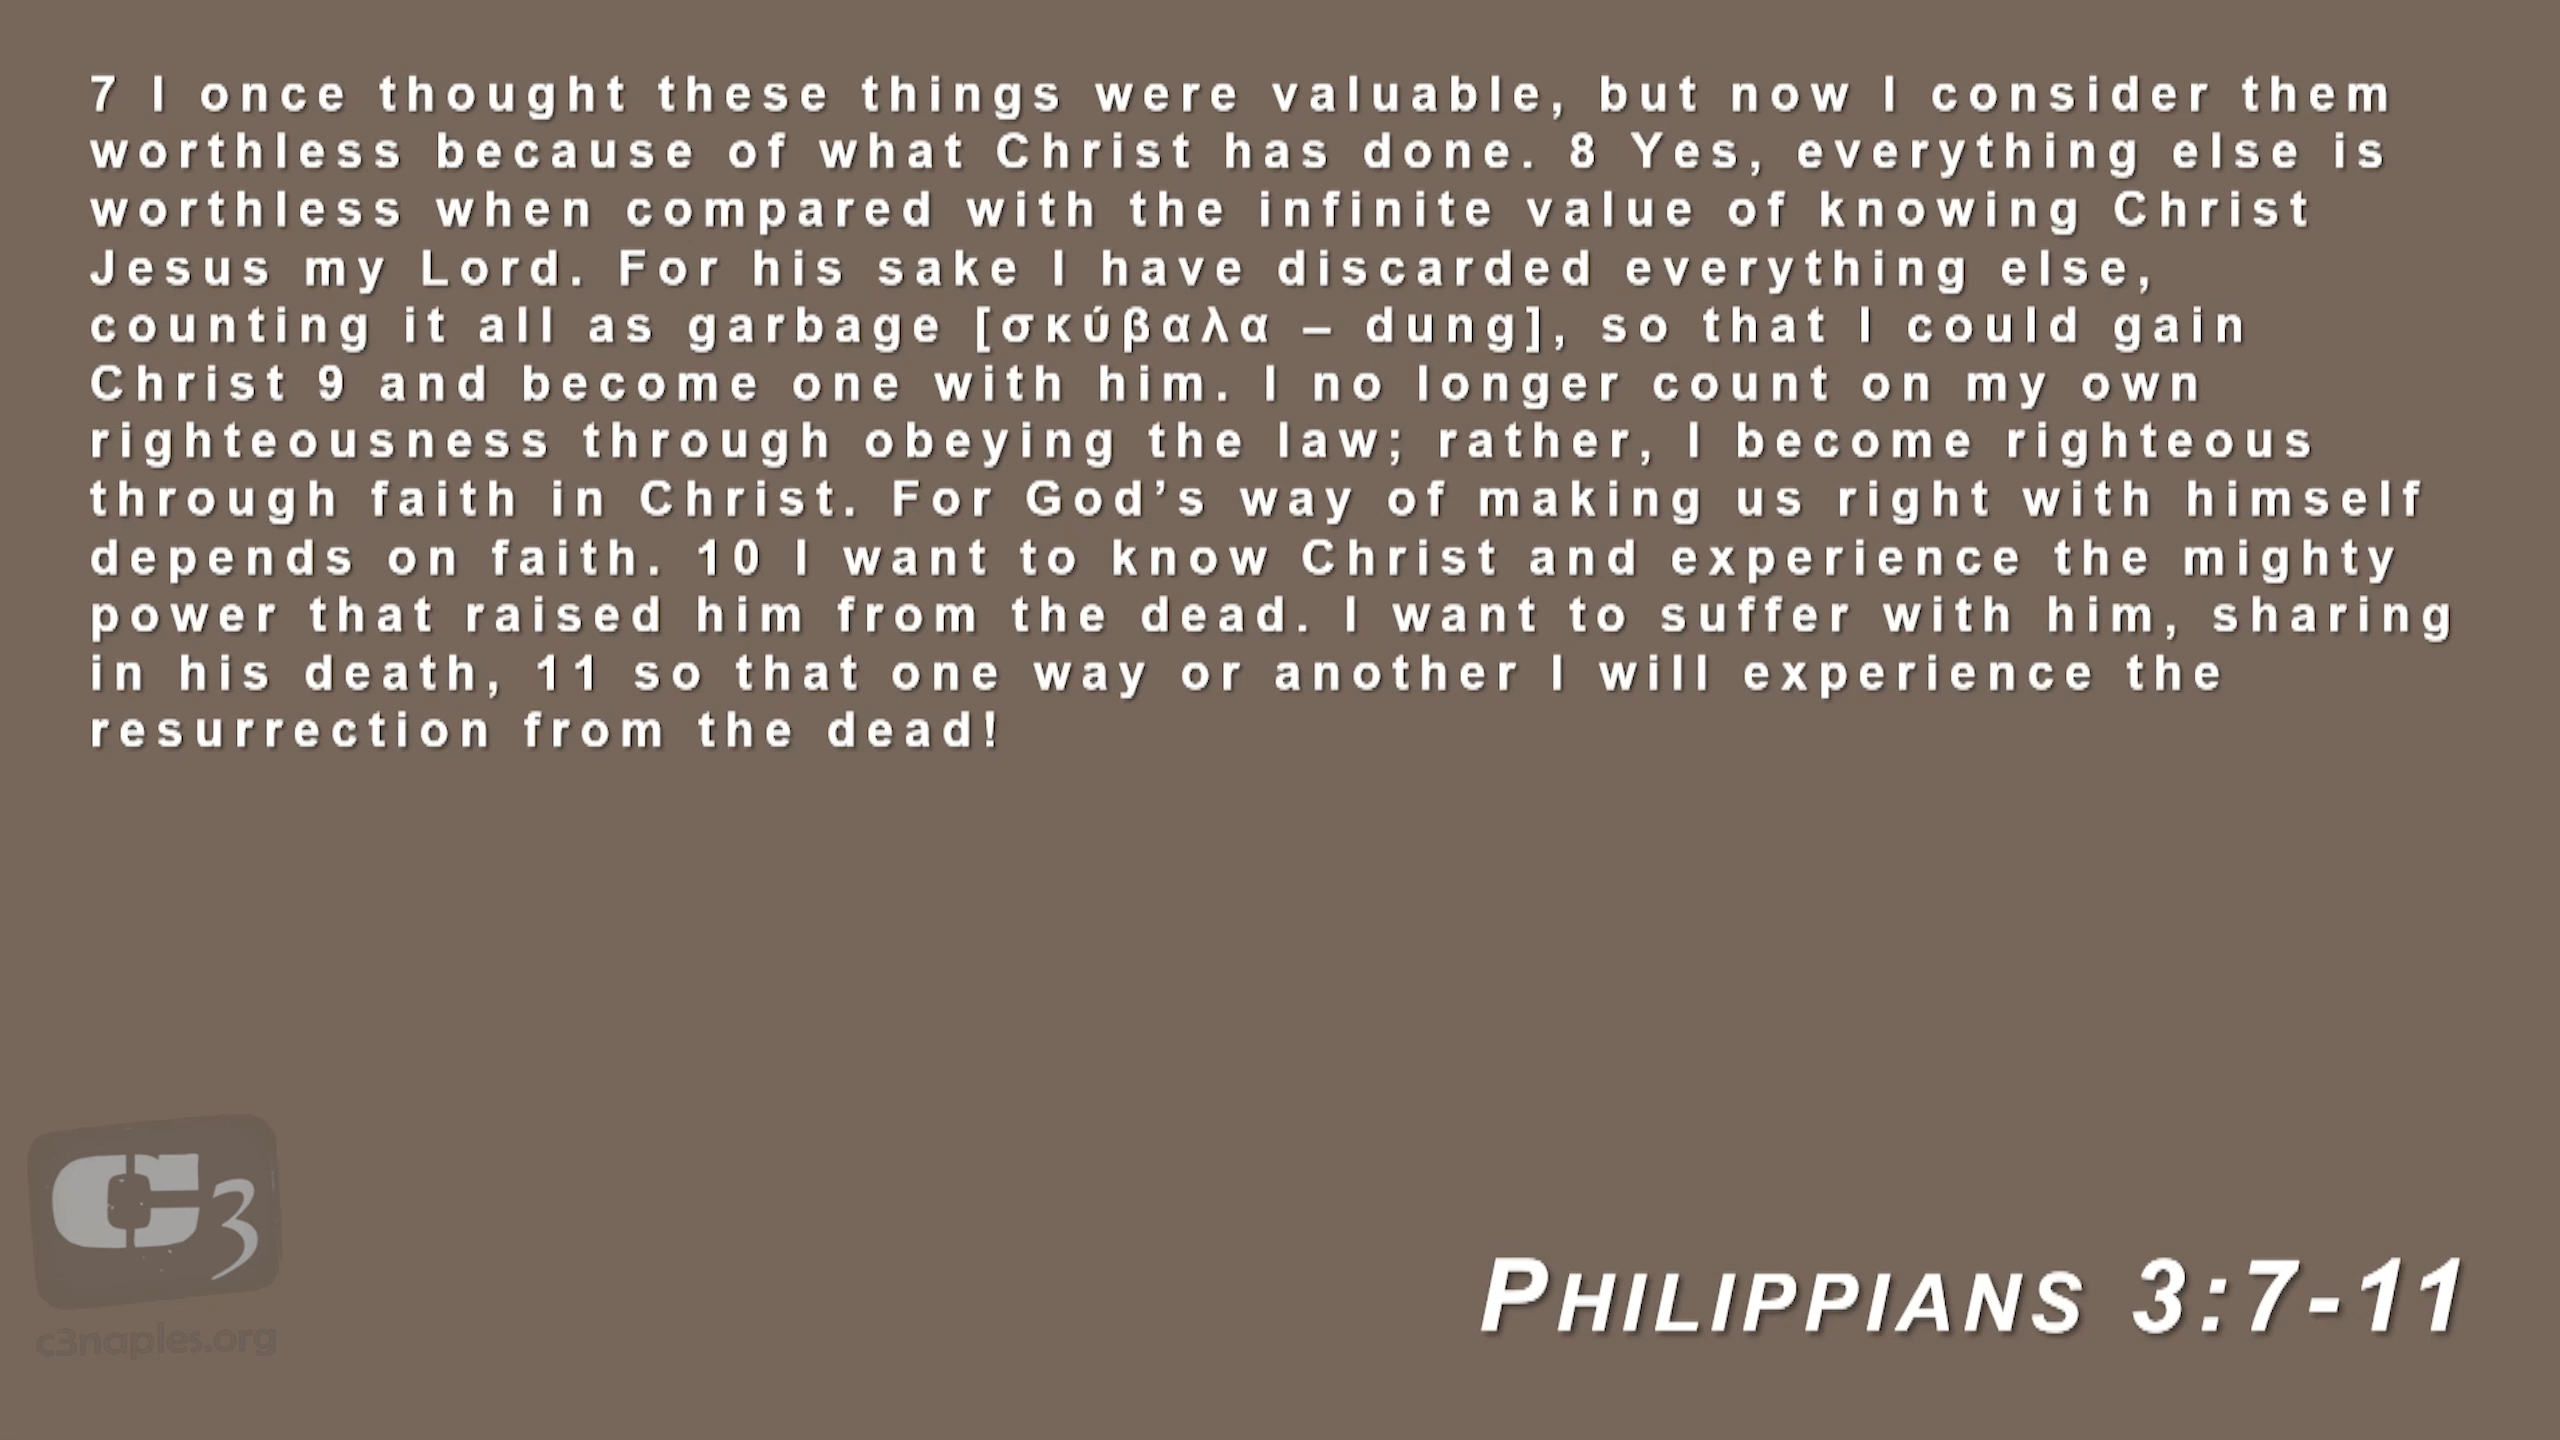 7 I once thought these things were valuable, but now I consider them
worthless because of what Christ has done. 8 Yes, everything else is
worthless when compared with the infinite value of knowing Christ
Jesus my Lord. For his sake I have discarded everything else,
counting it all as garbage [σκύβαλα – dung], so that I could gain
Christ 9 and become one with him. I no longer count on my own
righteousness through obeying the law; rather, I become righteous
through faith in Christ. For God’s way of making us right with himself
depends on faith. 10 I want to know Christ and experience the mighty
power that raised him from the dead. I want to suffer with him, sharing
in his death, 11 so that one way or another I will experience the
resurrection from the dead!
C3
c3naples.org
PHILIPPIANS 3:7-11